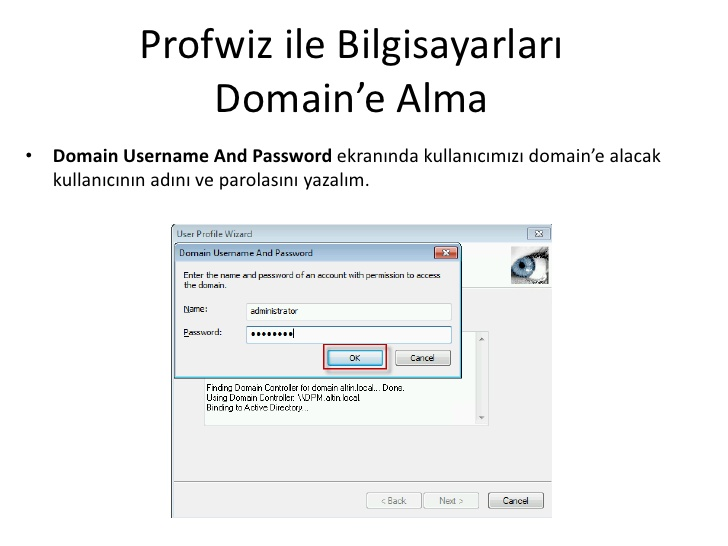 Profwiz ile Bilgisayarları
Domain’e Alma
• Domain Username And Password ekranında kullanıcımızı domain’e alacak
kullanıcının adını ve parolasını yazalım.
User Profile Wizard
Domain Username And Password
Enter the name and password of an account with permission to access
the domain.
Name: administrator
Password: ••••••••
OK Cancel
Finding Domain Controller for domain altin.local... Done.
Using Domain Controller: \\DPM.altin.local
Binding to Active Directory...
< Back Next > Cancel